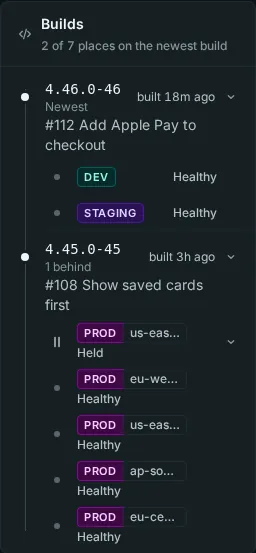 Builds
2 of 7 places on the newest build
4.46.0-46
built 18m ago
Newest
#112 Add Apple Pay to
checkout
DEV Healthy
STAGING Healthy
4.45.0-45
built 3h ago
1 behind
#108 Show saved cards
first
PROD us-eas...
Held
PROD eu-we...
Healthy
PROD us-eas...
Healthy
PROD ap-so...
Healthy
PROD eu-ce...
Healthy